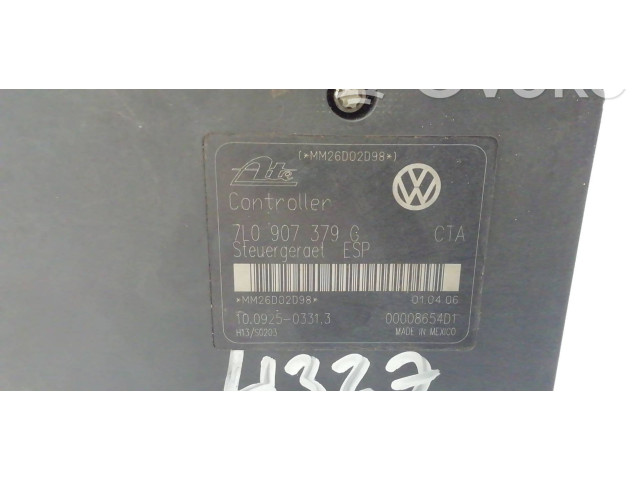 (*MM26D02D98*)
Ate
Controller
7L0 907 379 G CTA
Steuergeraet ESP
*MM26D02D98* 01.04.06
10.0925-0331.3 00008654D1
H13/S0203 MADE IN MEXICO
H327